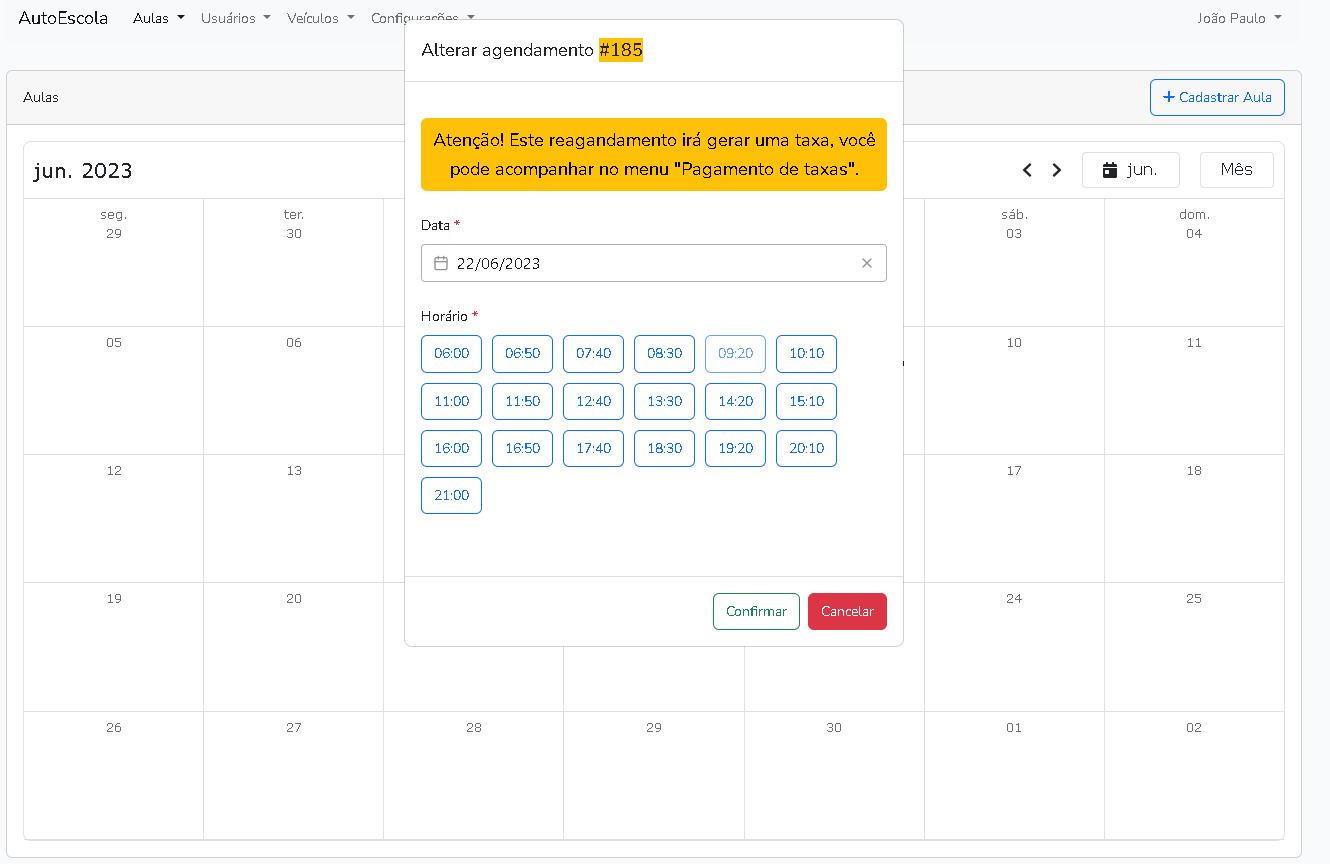 AutoEscola Aulas Usuários Veículos Configurações João Paulo
Alterar agendamento #185
Aulas
+ Cadastrar Aula
Atenção! Este reagandamento irá gerar uma taxa, você
pode acompanhar no menu "Pagamento de taxas".
jun. 2023
jun. Mês
seg. ter. sáb. dom.
29 30 03 04
Data *
22/06/2023
Horário *
06:00 06:50 07:40 08:30 09:20 10:10
11:00 11:50 12:40 13:30 14:20 15:10
16:00 16:50 17:40 18:30 19:20 20:10
21:00
05 06 10 11
12 13 17 18
19 20 24 25
Confirmar Cancelar
26 27 28 29 30 01 02